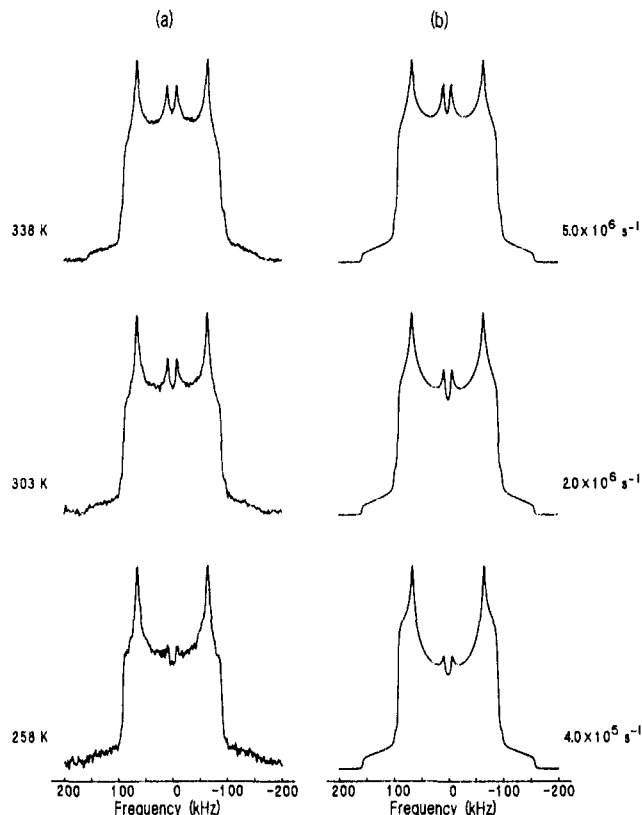 (a) (b)
338 K 5.0×10⁶ s⁻¹
303 K 2.0×10⁶ s⁻¹
258 K 4.0×10⁵ s⁻¹
200 100 0 -100 -200 200 100 0 -100 -200
Frequency (kHz) Frequency (kHz)